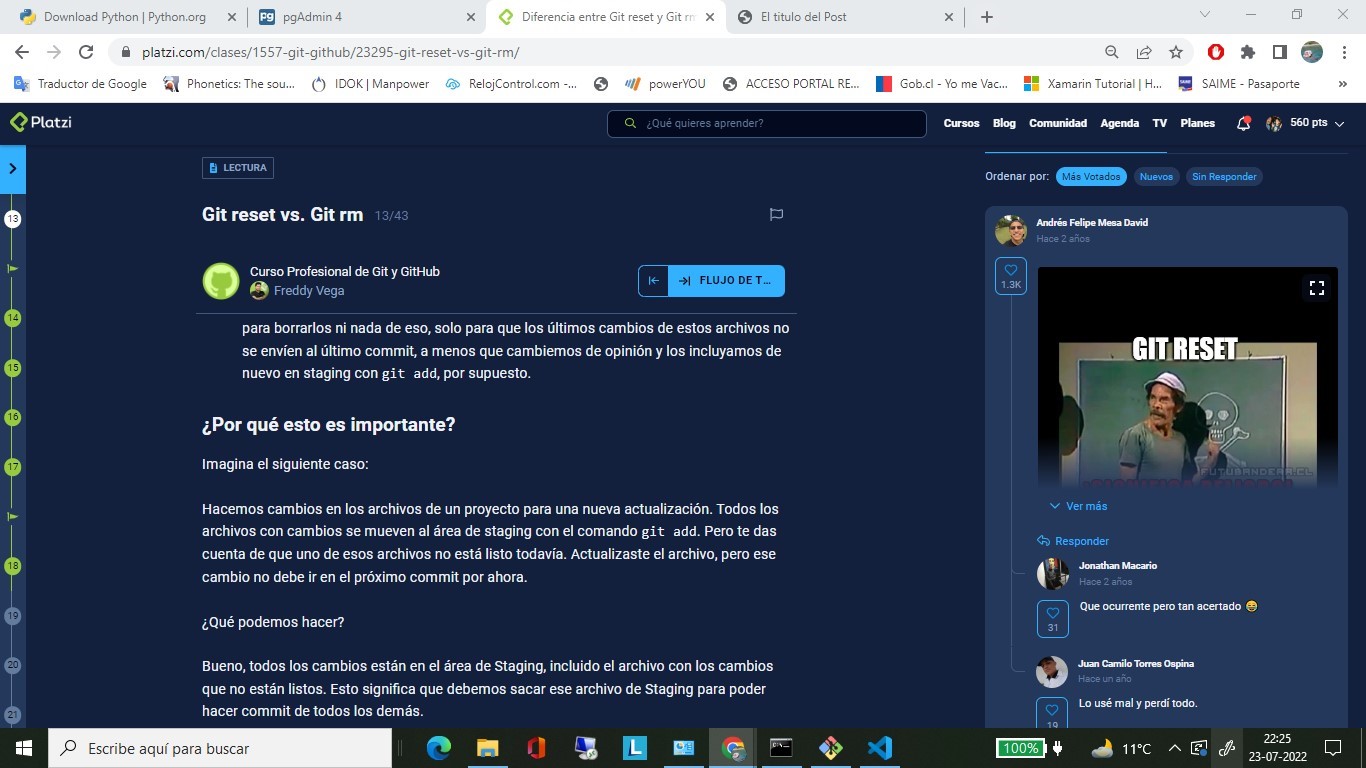 Download Python | Python.org
pgAdmin 4
Diferencia entre Git reset y Git rm
El titulo del Post
platzi.com/clases/1557-git-github/23295-git-reset-vs-git-rm/
Traductor de Google
Phonetics: The sou...
IDOK | Manpower
RelojControl.com -...
powerYOU
ACCESO PORTAL RE...
Gob.cl - Yo me Vac...
Xamarin Tutorial | H...
SAIME - Pasaporte
»
Platzi
¿Qué quieres aprender?
Cursos Blog Comunidad Agenda TV Planes
560 pts
LECTURA
Git reset vs. Git rm 13/43
Curso Profesional de Git y GitHub
Freddy Vega
FLUJO DE T...
para borrarlos ni nada de eso, solo para que los últimos cambios de estos archivos no
se envíen al último commit, a menos que cambiemos de opinión y los incluyamos de
nuevo en staging con git add, por supuesto.
¿Por qué esto es importante?
Imagina el siguiente caso:
Hacemos cambios en los archivos de un proyecto para una nueva actualización. Todos los
archivos con cambios se mueven al área de staging con el comando git add. Pero te das
cuenta de que uno de esos archivos no está listo todavía. Actualizaste el archivo, pero ese
cambio no debe ir en el próximo commit por ahora.
¿Qué podemos hacer?
Bueno, todos los cambios están en el área de Staging, incluido el archivo con los cambios
que no están listos. Esto significa que debemos sacar ese archivo de Staging para poder
hacer commit de todos los demás.
13
14
15
16
17
18
19
20
21
Ordenar por: Más Votados Nuevos Sin Responder
Andrés Felipe Mesa David
Hace 2 años
1.3K
GIT RESET
FUTUBANDERA.CL
Ver más
Responder
Jonathan Macario
Hace 2 años
Que ocurrente pero tan acertado 😆
31
Juan Camilo Torres Ospina
Hace un año
Lo usé mal y perdí todo.
19
Escribe aquí para buscar
100%
11°C
22:25
23-07-2022